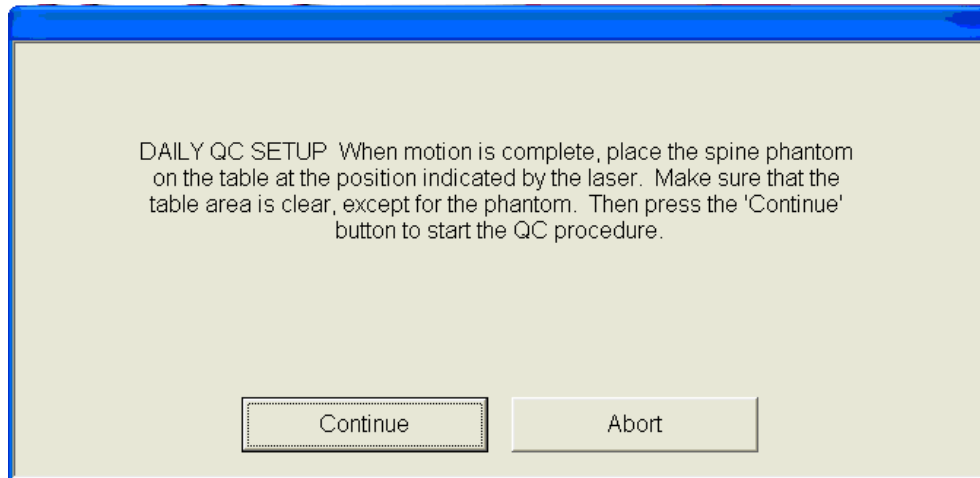 DAILY QC SETUP  When motion is complete, place the spine phantom
on the table at the position indicated by the laser.  Make sure that the
table area is clear, except for the phantom.  Then press the 'Continue'
button to start the QC procedure.
Continue
Abort